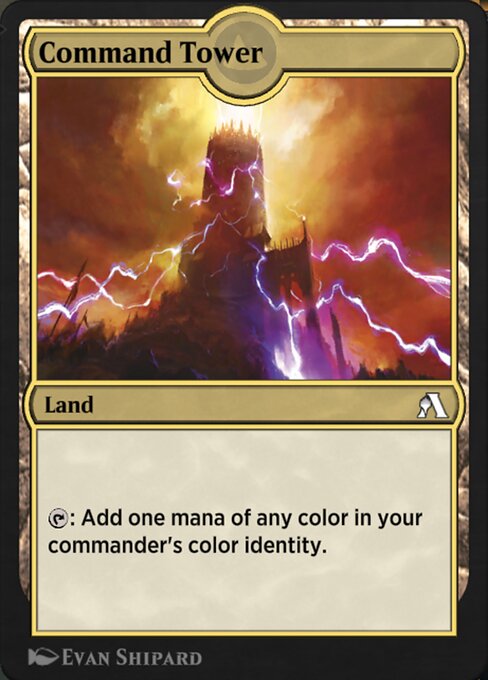 Command Tower
Land
: Add one mana of any color in your
commander's color identity.
Evan Shipard